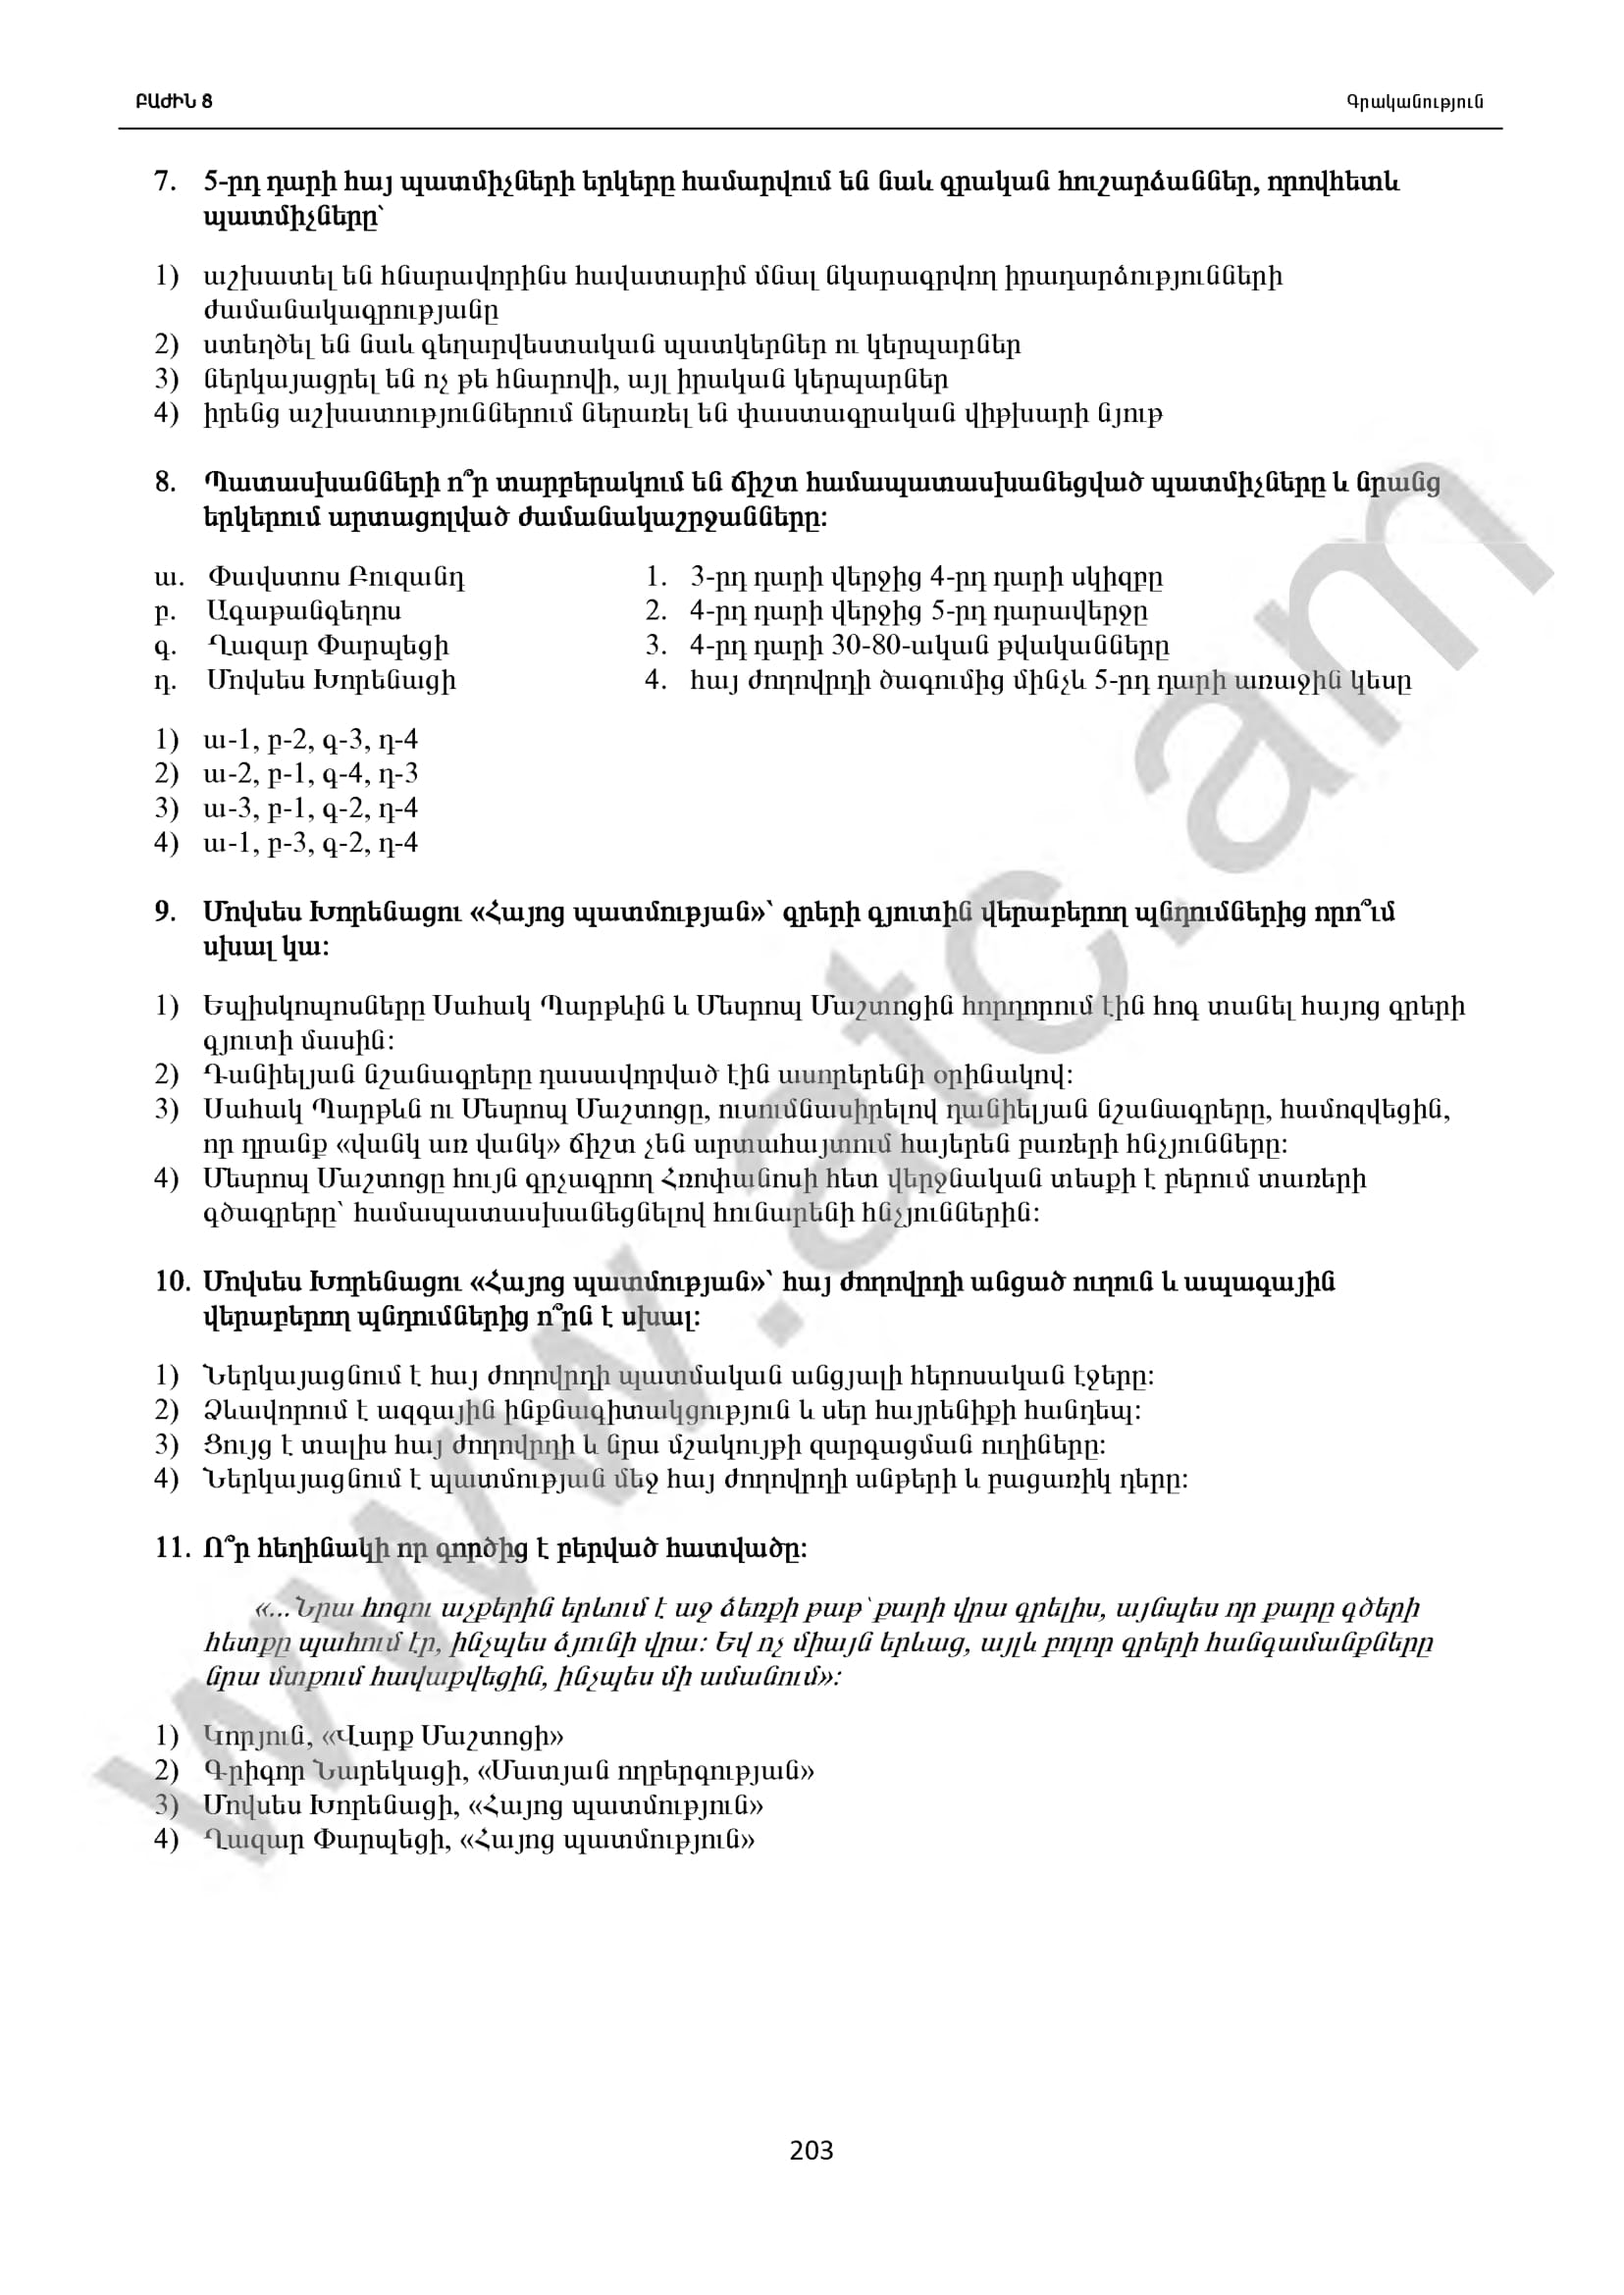 ԲԱԺԻՆ 8
Գրականություն
7. 5-րդ դարի հայ պատմիչների երկերը համարվում են նաև գրական հուշարձաններ, որովհետև
պատմիչները՝
1) աշխատել են հնարավորինս հավատարիմ մնալ նկարագրվող իրադարձությունների
ժամանակագրությանը
2) ստեղծել են նաև գեղարվեստական պատկերներ ու կերպարներ
3) ներկայացրել են ոչ թե հնարովի, այլ իրական կերպարներ
4) իրենց աշխատություններում ներառել են փաստագրական վիթխարի նյութ
8. Պատասխանների ո՞ր տարբերակում են ճիշտ համապատասխանեցված պատմիչները և նրանց
երկերում արտացոլված ժամանակաշրջանները:
ա. Փավստոս Բուզանդ 1. 3-րդ դարի վերջից 4-րդ դարի սկիզբը
բ. Ագաթանգեղոս 2. 4-րդ դարի վերջից 5-րդ դարավերջը
գ. Ղազար Փարպեցի 3. 4-րդ դարի 30-80-ական թվականները
դ. Մովսես Խորենացի 4. հայ ժողովրդի ծագումից մինչև 5-րդ դարի առաջին կեսը
1) ա-1, բ-2, գ-3, դ-4
2) ա-2, բ-1, գ-4, դ-3
3) ա-3, բ-1, գ-2, դ-4
4) ա-1, բ-3, գ-2, դ-4
9. Մովսես Խորենացու «Հայոց պատմության»՝ գրերի գյուտին վերաբերող պնդումներից որո՞ւմ
սխալ կա:
1) Եպիսկոպոսները Սահակ Պարթևին և Մեսրոպ Մաշտոցին հորդորում էին հոգ տանել հայոց գրերի
գյուտի մասին:
2) Դանիելյան նշանագրերը դասավորված էին ասորերենի օրինակով:
3) Սահակ Պարթևն ու Մեսրոպ Մաշտոցը, ուսումնասիրելով դանիելյան նշանագրերը, համոզվեցին,
որ դրանք «վանկ առ վանկ» ճիշտ չեն արտահայտում հայերեն բառերի հնչյունները:
4) Մեսրոպ Մաշտոցը հույն գրչագրող Հռոփանոսի հետ վերջնական տեսքի է բերում տառերի
գծագրերը՝ համապատասխանեցնելով հունարենի հնչյուններին:
10. Մովսես Խորենացու «Հայոց պատմության»՝ հայ ժողովրդի անցած ուղուն և ապագային
վերաբերող պնդումներից ո՞րն է սխալ:
1) Ներկայացնում է հայ ժողովրդի պատմական անցյալի հերոսական էջերը:
2) Ձևավորում է ազգային ինքնագիտակցություն և սեր հայրենիքի հանդեպ:
3) Ցույց է տալիս հայ ժողովրդի և նրա մշակույթի զարգացման ուղիները:
4) Ներկայացնում է պատմության մեջ հայ ժողովրդի անթերի և բացառիկ դերը:
11. Ո՞ր հեղինակի որ գործից է բերված հատվածը:
«...Նրա հոգու աչքերին երևում է աջ ձեռքի թաթ՝ քարի վրա գրելիս, այնպես որ քարը գծերի
հետքը պահում էր, ինչպես ձյունի վրա: Եվ ոչ միայն երևաց, այլև բոլոր գրերի հանգամանքները
նրա մտքում հավաքվեցին, ինչպես մի ամանում»:
1) Կորյուն, «Վարք Մաշտոցի»
2) Գրիգոր Նարեկացի, «Մատյան ողբերգության»
3) Մովսես Խորենացի, «Հայոց պատմություն»
4) Ղազար Փարպեցի, «Հայոց պատմություն»
www.atc.am
203